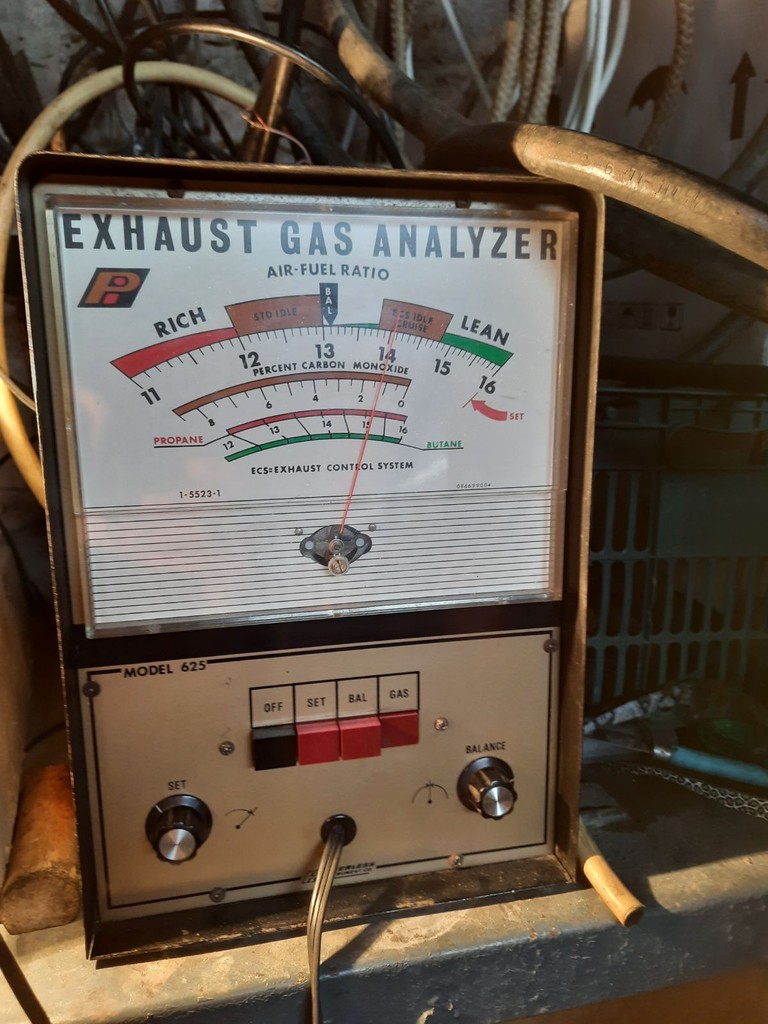 EXHAUST GAS ANALYZER
AIR-FUEL RATIO
BAL
RICH
STD IDLE
ECS IDLE
CRUISE
LEAN
11 12 13 14 15 16
PERCENT CARBON MONOXIDE
8 6 4 2 0
SET
12 13 14 15 16
PROPANE
BUTANE
ECS=EXHAUST CONTROL SYSTEM
1-5523-1
MODEL 625
OFF SET BAL GAS
SET
BALANCE